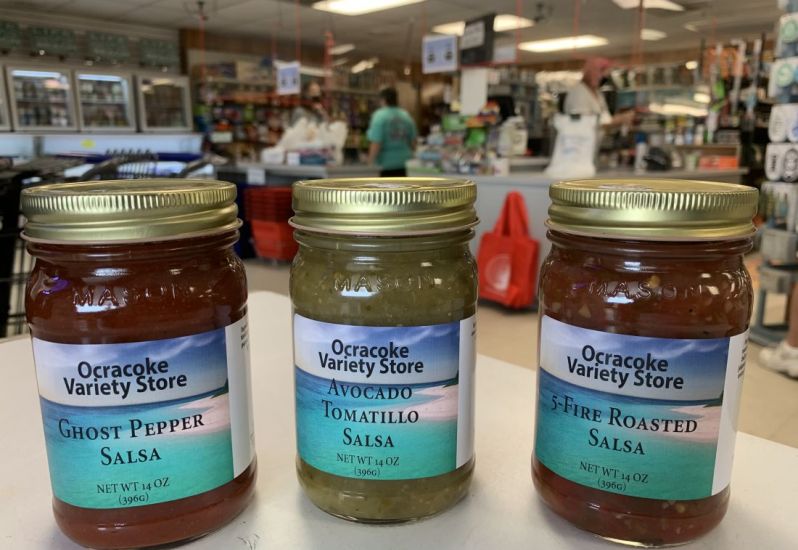 MASON
Ocracoke
Variety Store
Ghost Pepper
Salsa
NET WT 14 OZ
(396G)
MASON
Ocracoke
Variety Store
Avocado
Tomatillo
Salsa
NET WT 14 OZ
(396G)
MASON
Ocracoke
Variety Store
5-Fire Roasted
Salsa
NET WT 14 OZ
(396G)